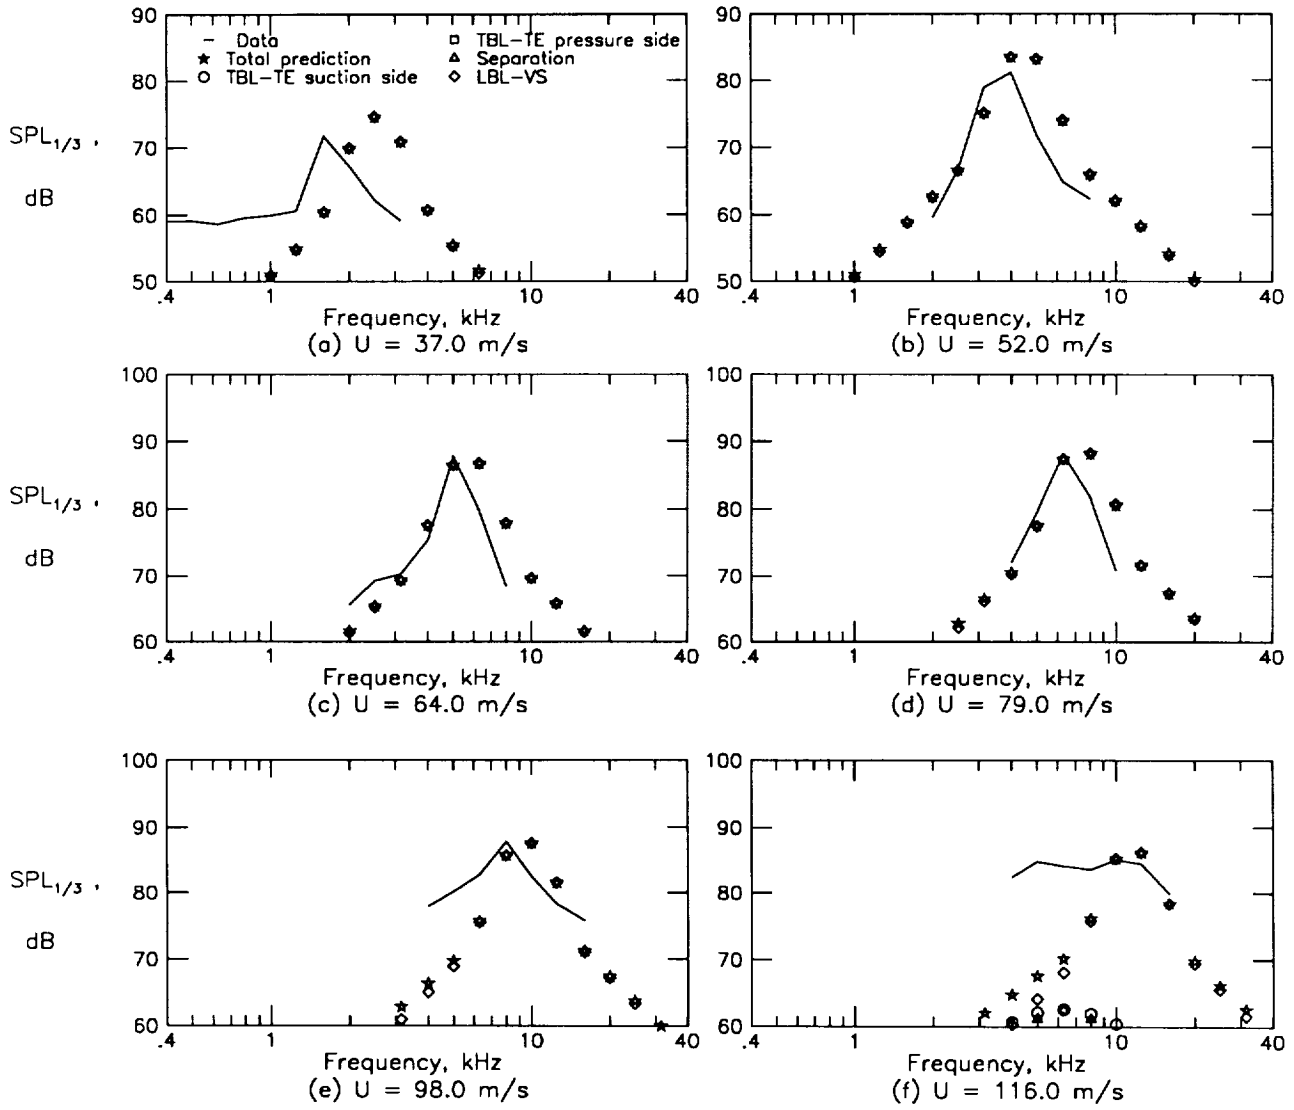 90
80
70
60
50
SPL1/3 ,
dB
— Data
Total prediction
TBL-TE suction side
TBL-TE pressure side
Separation
LBL-VS
.4 1 10 40
Frequency, kHz
(a) U = 37.0 m/s
90
80
70
60
50
.4 1 10 40
Frequency, kHz
(b) U = 52.0 m/s
100
90
80
70
60
SPL1/3 ,
dB
.4 1 10 40
Frequency, kHz
(c) U = 64.0 m/s
100
90
80
70
60
.4 1 10 40
Frequency, kHz
(d) U = 79.0 m/s
100
90
80
70
60
SPL1/3 ,
dB
.4 1 10 40
Frequency, kHz
(e) U = 98.0 m/s
100
90
80
70
60
.4 1 10 40
Frequency, kHz
(f) U = 116.0 m/s